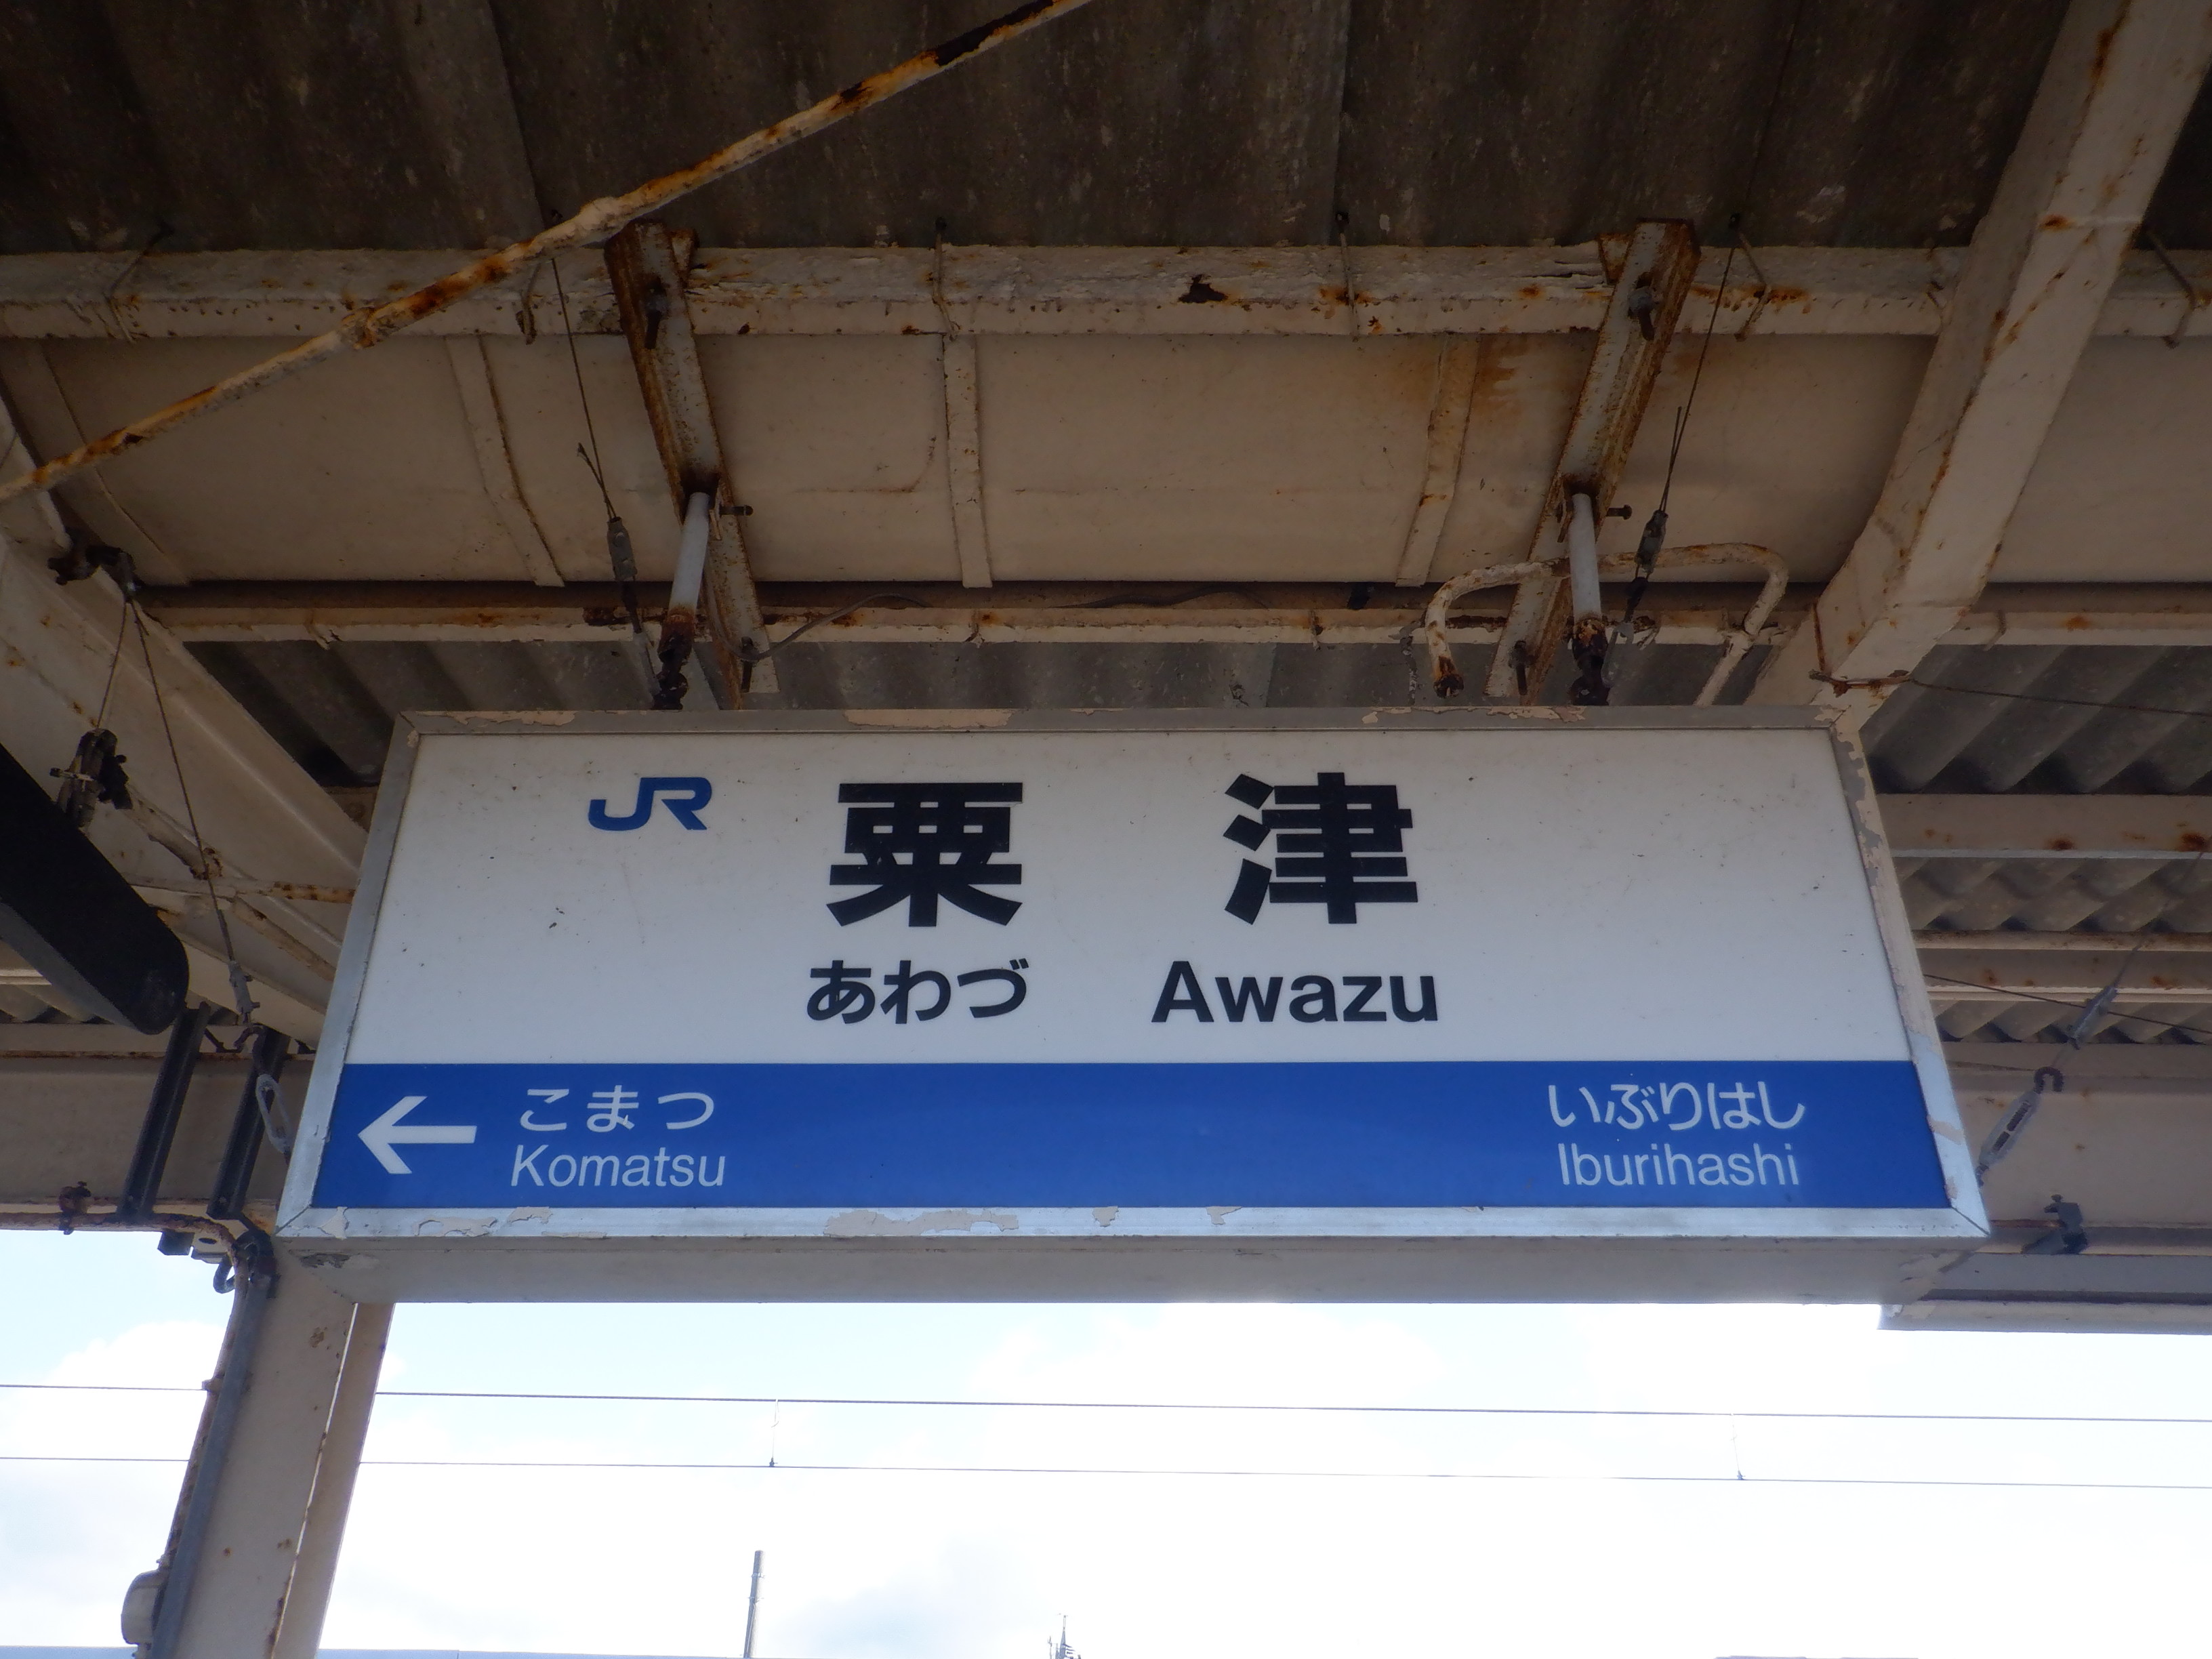 JR 粟津
あわづ Awazu
← こまつ いぶりはし
Komatsu Iburihashi